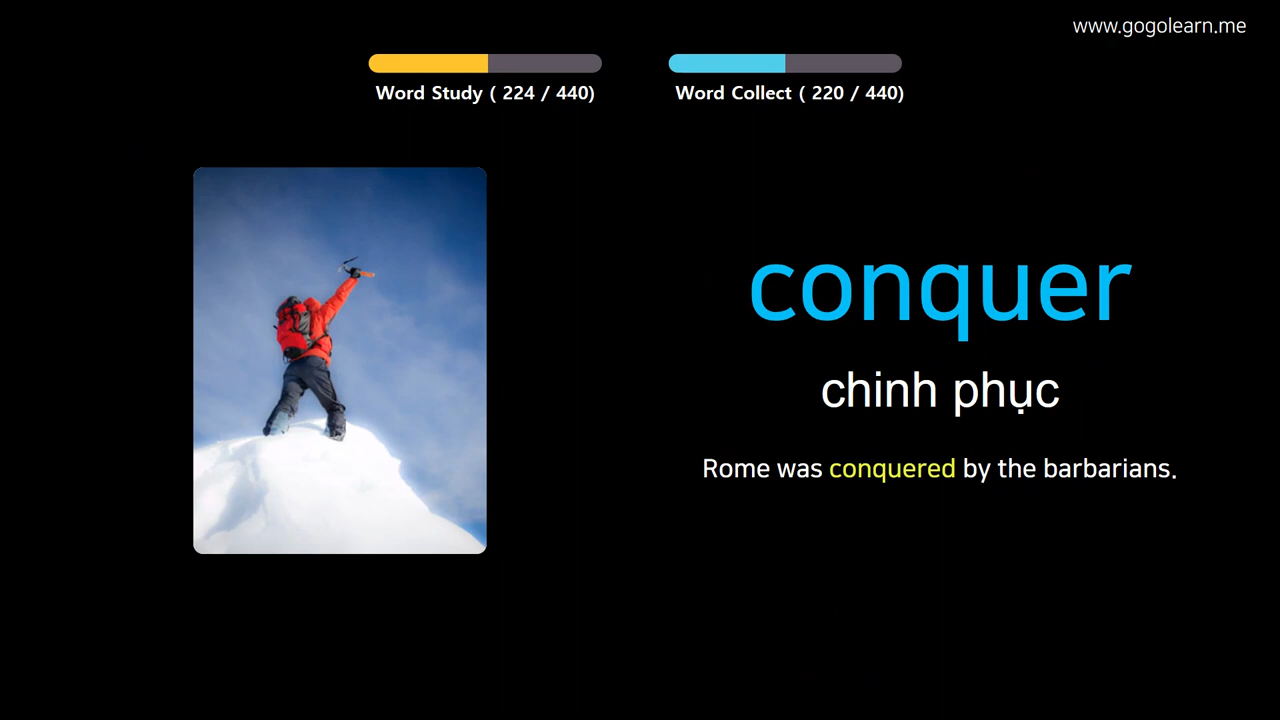 www.gogolearn.me
Word Study ( 224 / 440)
Word Collect ( 220 / 440)
conquer
chinh phục
Rome was conquered by the barbarians.